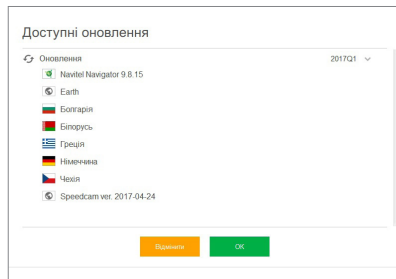 Доступні оновлення
Оновлення 2017Q1
Navitel Navigator 9.8.15
Earth
Болгарія
Білорусь
Греція
Німеччина
Чехія
Speedcam ver. 2017-04-24
Відмінити OK